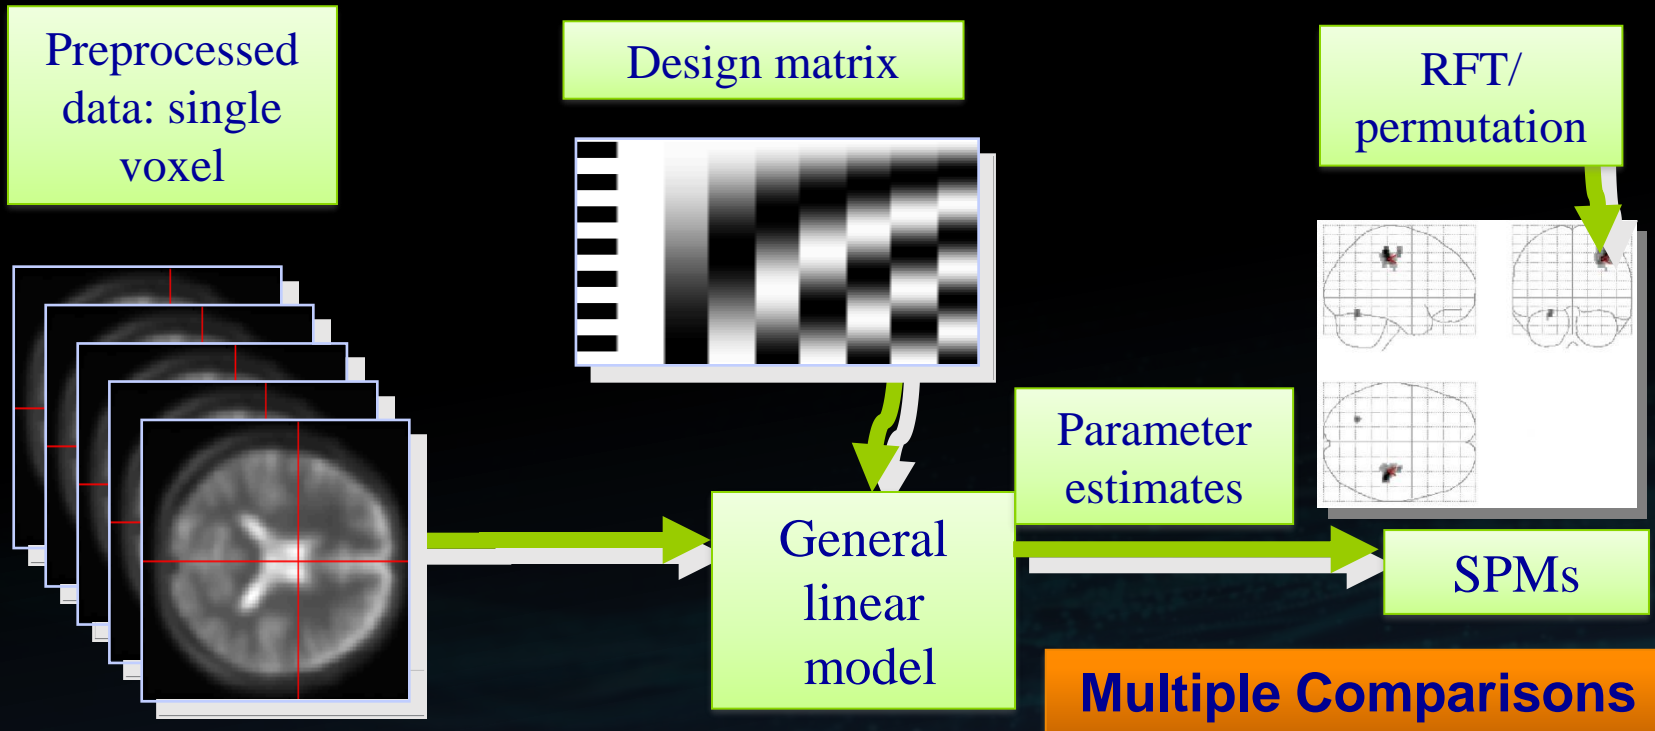 Preprocessed
data: single
voxel
Design matrix
RFT/
permutation
Parameter
estimates
General
linear
model
SPMs
Multiple Comparisons